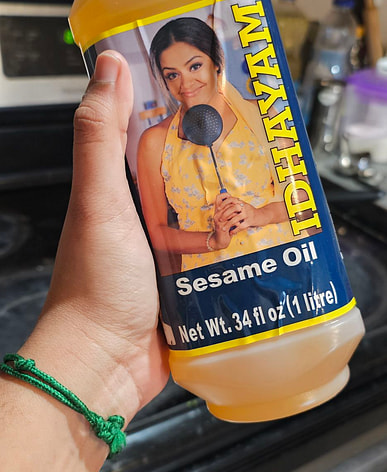 IDHAYAM
Sesame Oil
Net Wt. 34 fl oz (1 litre)